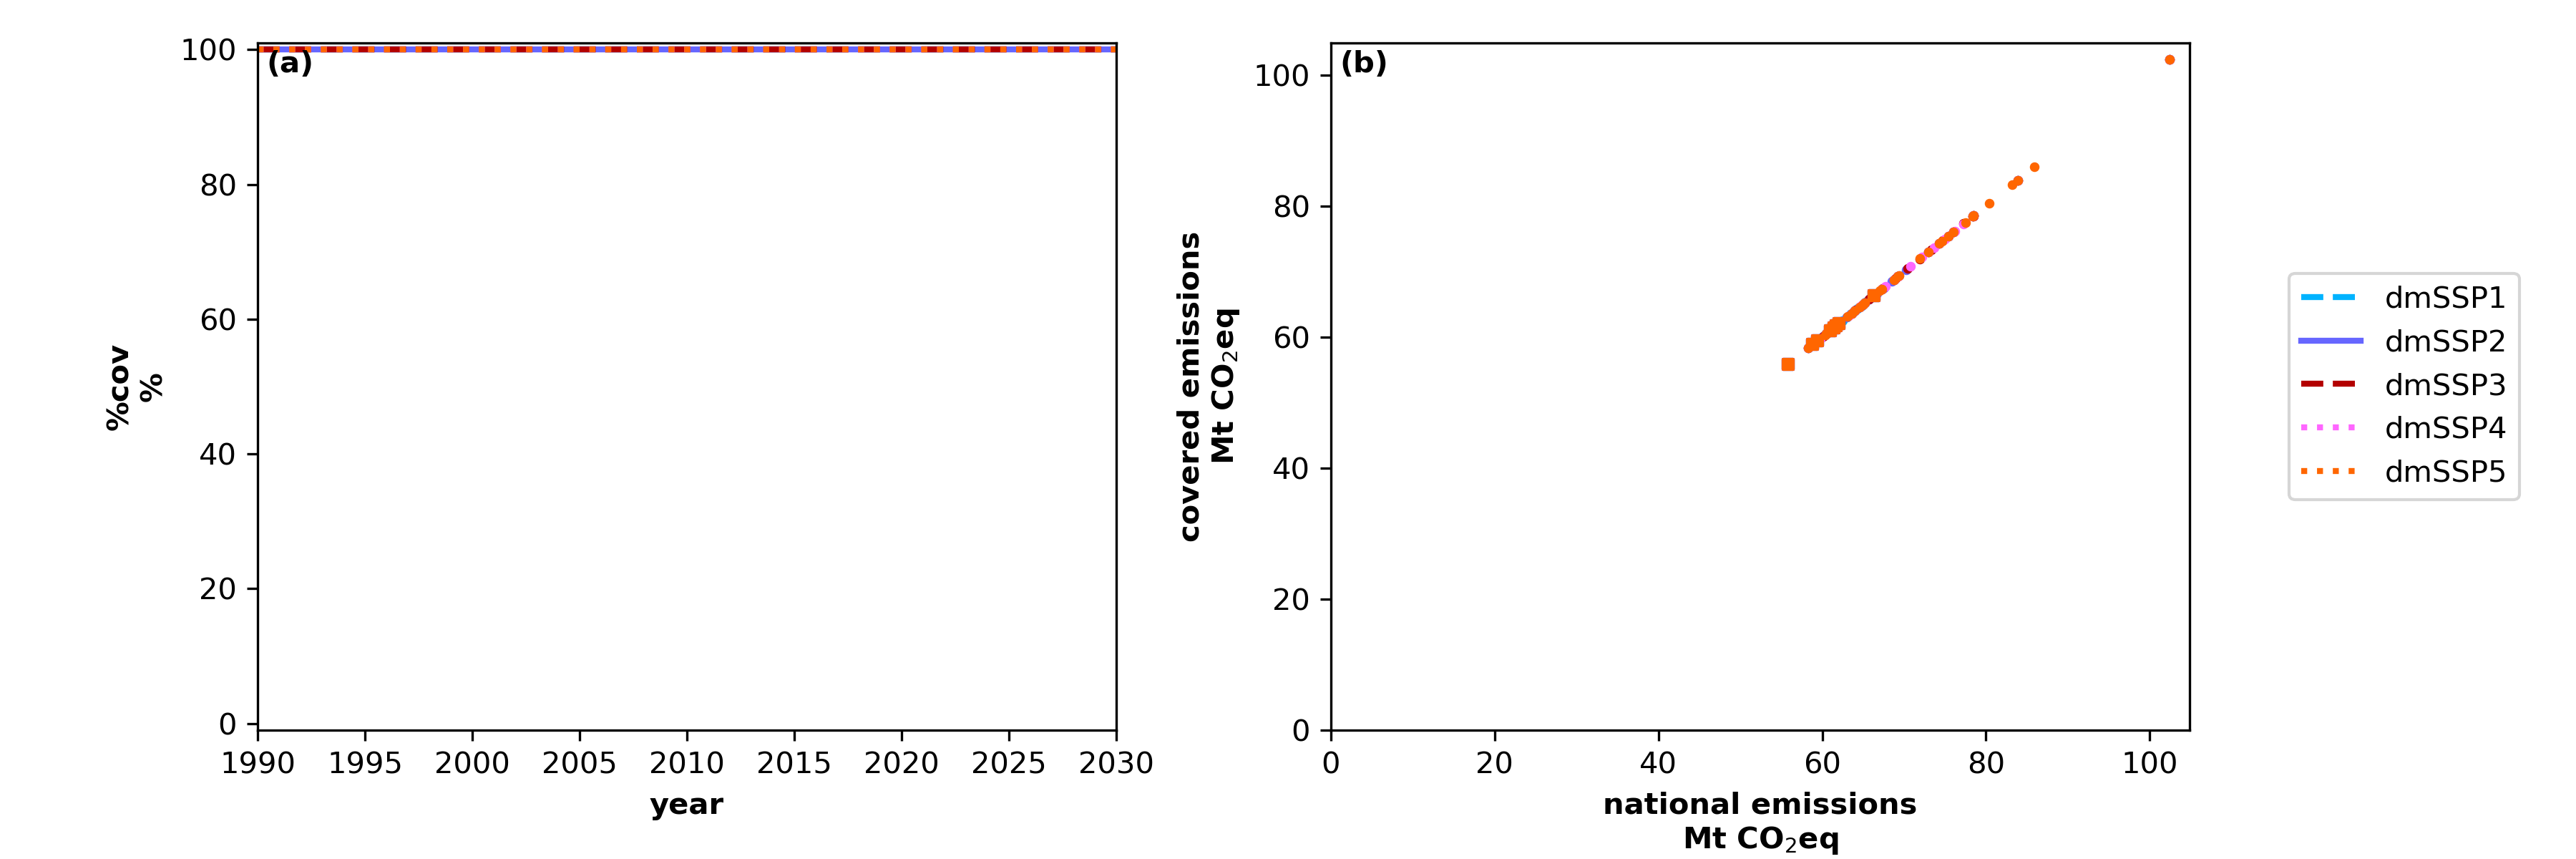 (a)
100
80
60
40
20
0
%cov
%
1990 1995 2000 2005 2010 2015 2020 2025 2030
year
(b)
100
80
60
40
20
0
covered emissions
Mt CO₂eq
0 20 40 60 80 100
national emissions
Mt CO₂eq
dmSSP1
dmSSP2
dmSSP3
dmSSP4
dmSSP5